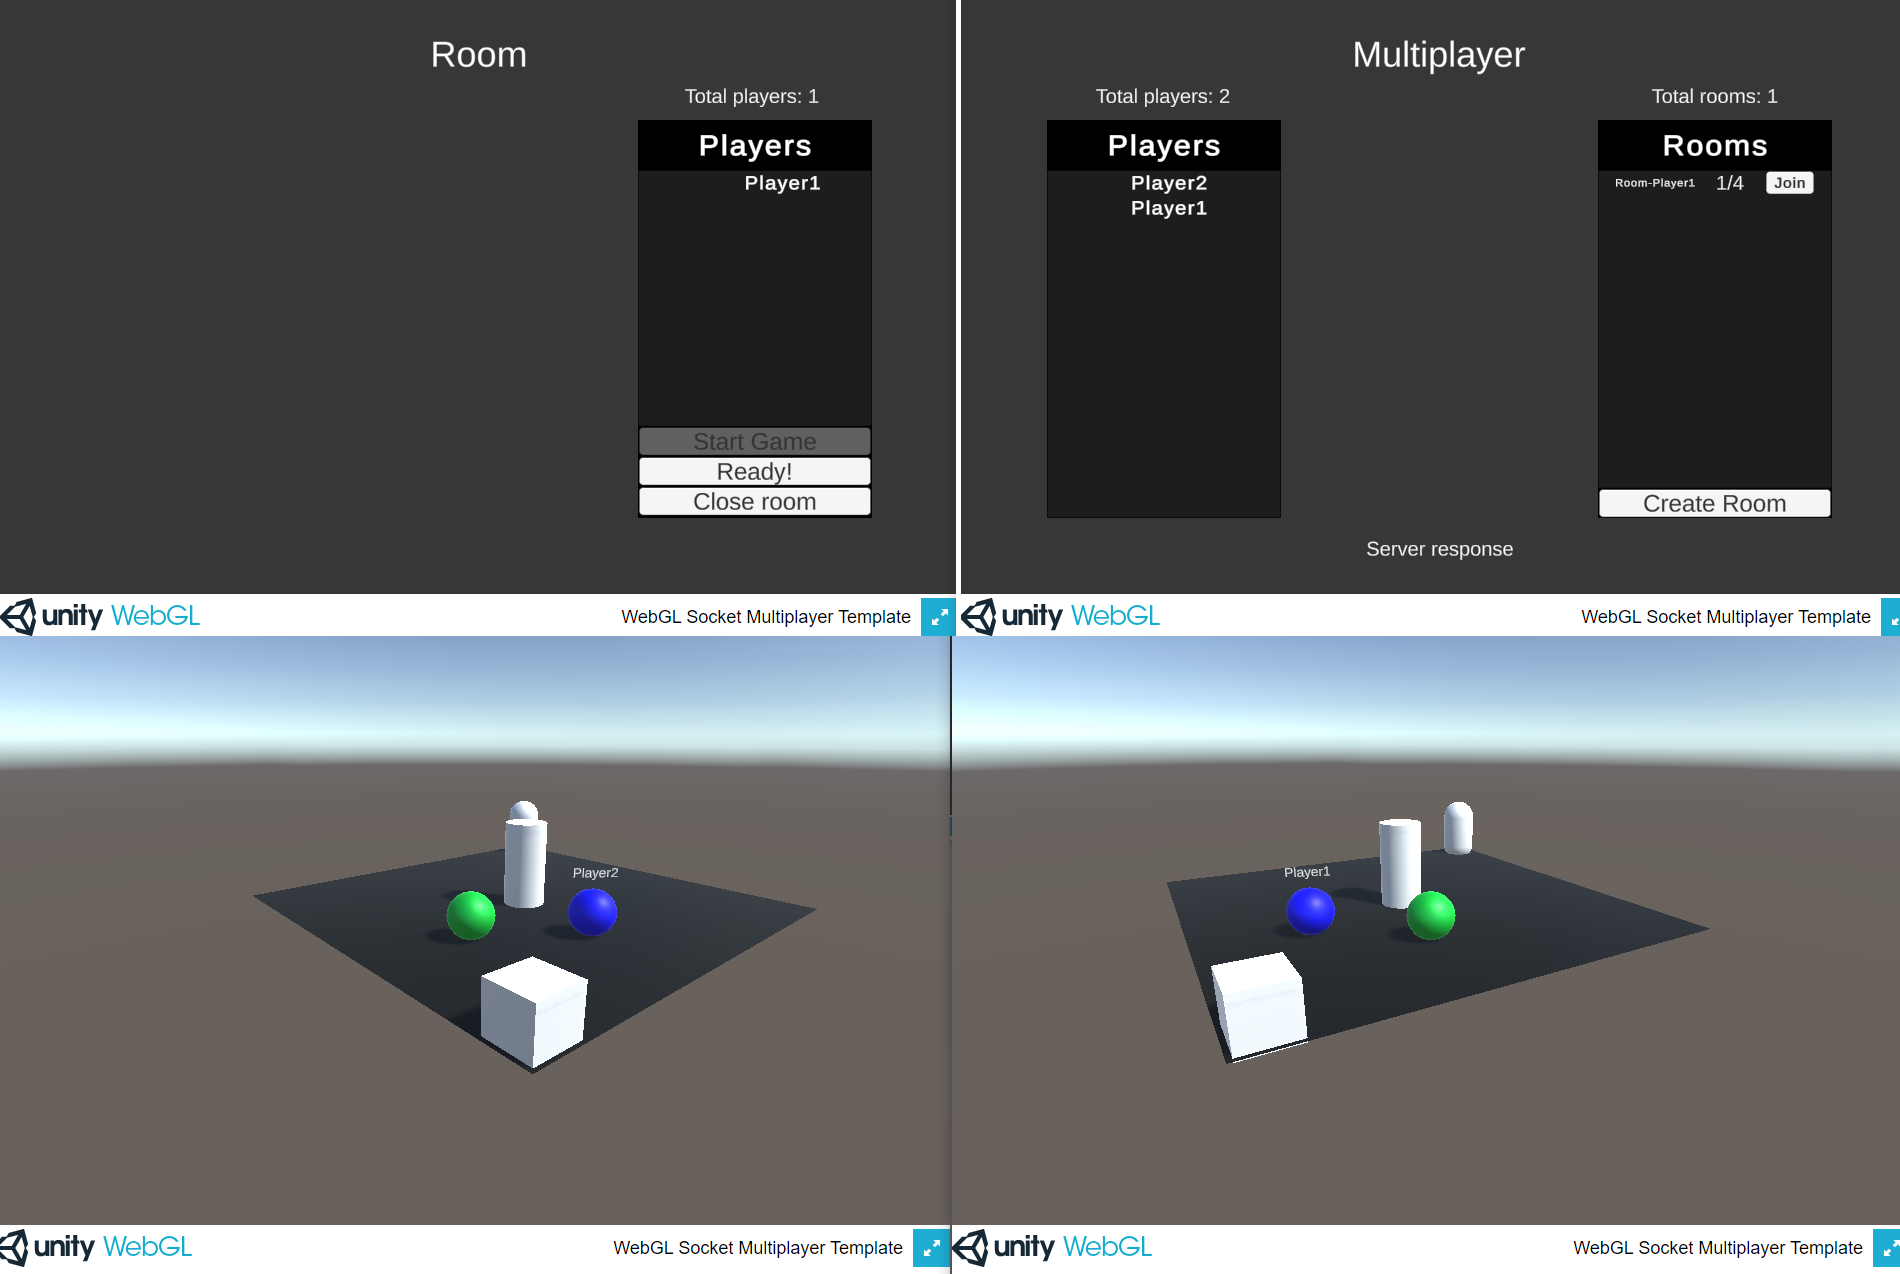 Room
Total players: 1
Players
Player1
Start Game
Ready!
Close room
unity WebGL
WebGL Socket Multiplayer Template
Multiplayer
Total players: 2
Players
Player2
Player1
Total rooms: 1
Rooms
Room-Player1 1/4 Join
Create Room
Server response
unity WebGL
WebGL Socket Multiplayer Template
Player2
unity WebGL
WebGL Socket Multiplayer Template
Player1
unity WebGL
WebGL Socket Multiplayer Template